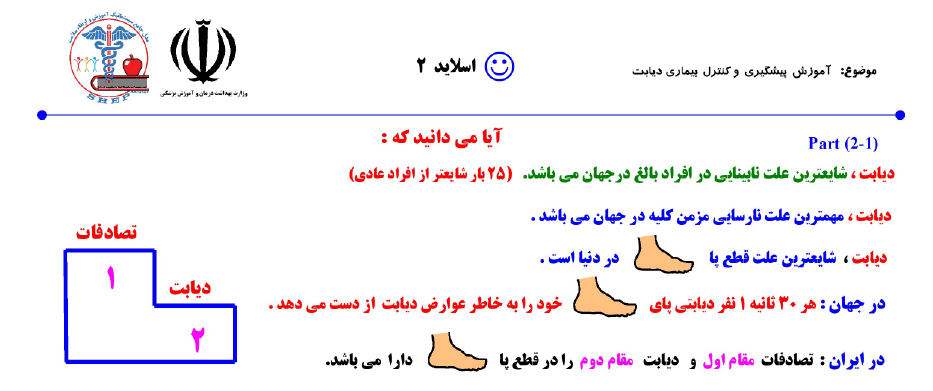 موضوع: آموزش پیشگیری و کنترل بیماری دیابت
اسلاید ۲
وزارت بهداشت درمان و آموزش پزشکی
SHEP
Part (2-1)
آیا می دانید که :
دیابت ، شایعترین علت نابینایی در افراد بالغ درجهان می باشد. (۲۵ بار شایعتر از افراد عادی)
دیابت ، مهمترین علت نارسایی مزمن کلیه در جهان می باشد .
دیابت ، شایعترین علت قطع پا در دنیا است .
در جهان : هر ۳۰ ثانیه ۱ نفر دیابتی پای خود را به خاطر عوارض دیابت از دست می دهد .
در ایران : تصادفات مقام اول و دیابت مقام دوم را در قطع پا دارا می باشد.
تصادفات
۱
دیابت
۲